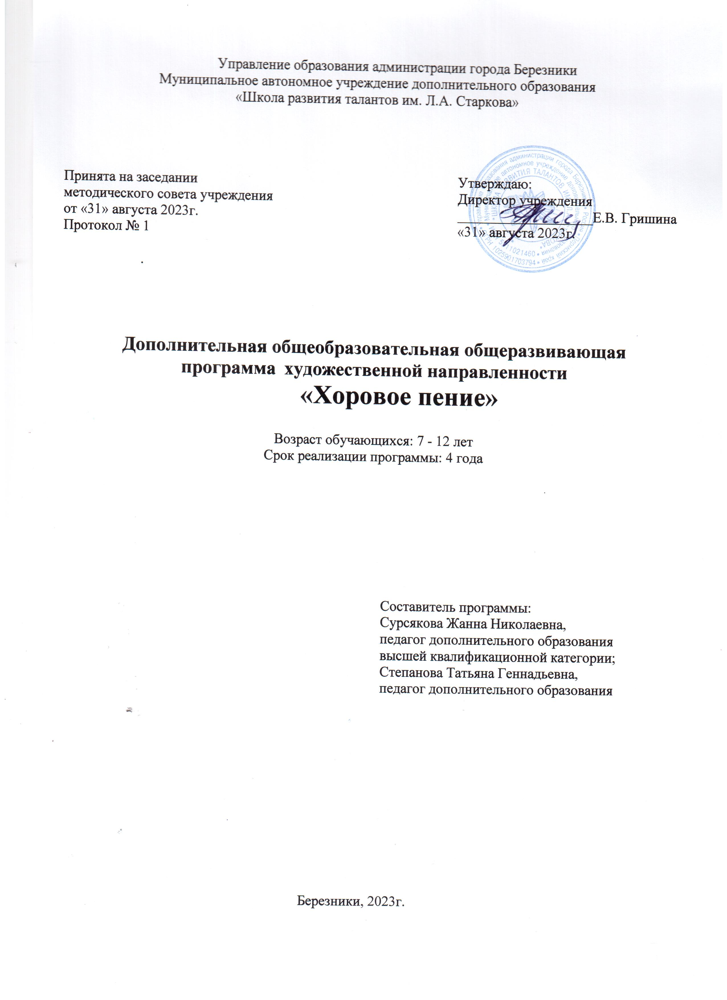 Управление образования администрации города Березники
Муниципальное автономное учреждение дополнительного образования
«Школа развития талантов им. Л.А. Старкова»
Принята на заседании
методического совета учреждения
от «31» августа 2023г.
Протокол № 1
Утверждаю:
Директор учреждения
____________________Е.В. Гришина
«31» августа 2023г.
Дополнительная общеобразовательная общеразвивающая
программа художественной направленности
«Хоровое пение»
Возраст обучающихся: 7 - 12 лет
Срок реализации программы: 4 года
Составитель программы:
Сурсякова Жанна Николаевна,
педагог дополнительного образования
высшей квалификационной категории;
Степанова Татьяна Геннадьевна,
педагог дополнительного образования
Березники, 2023г.